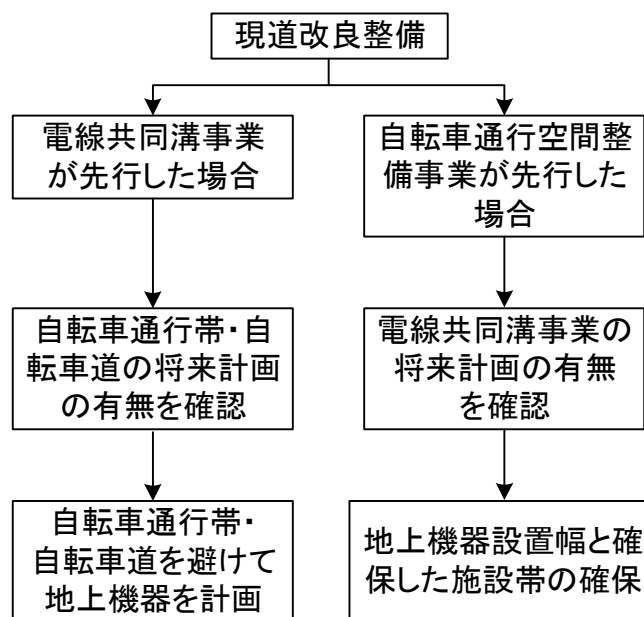 現道改良整備
電線共同溝事業
が先行した場合
自転車通行空間整
備事業が先行した
場合
自転車通行帯・自
転車道の将来計画
の有無を確認
電線共同溝事業の
将来計画の有無
を確認
自転車通行帯・
自転車道を避けて
地上機器を計画
地上機器設置幅と確
保した施設帯の確保